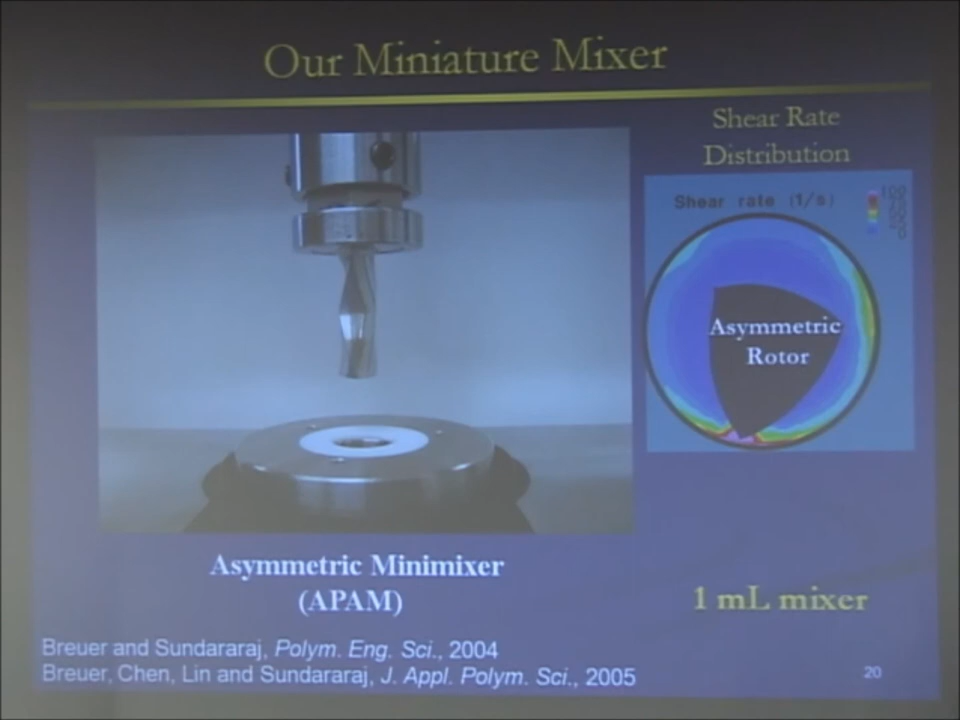 Our Miniature Mixer
Shear Rate
Distribution
Shear rate (1/s)
Asymmetric
Rotor
Asymmetric Minimixer
(APAM)
1 mL mixer
Breuer and Sundararaj, Polym. Eng. Sci., 2004
Breuer, Chen, Lin and Sundararaj, J. Appl. Polym. Sci., 2005
20